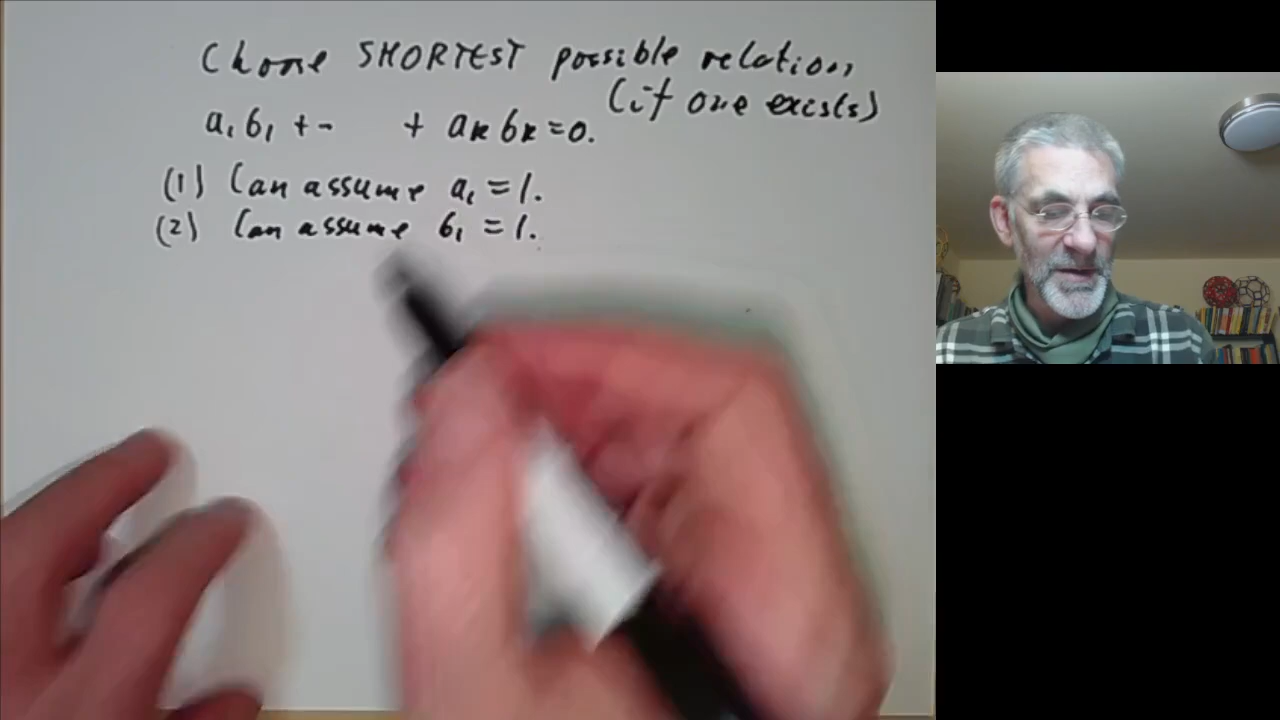 Choose SHORTEST possible relation,
(if one exists)
a₁b₁ + - + aₖbₖ = 0.
(1) Can assume a₁ = 1.
(2) Can assume b₁ = 1.